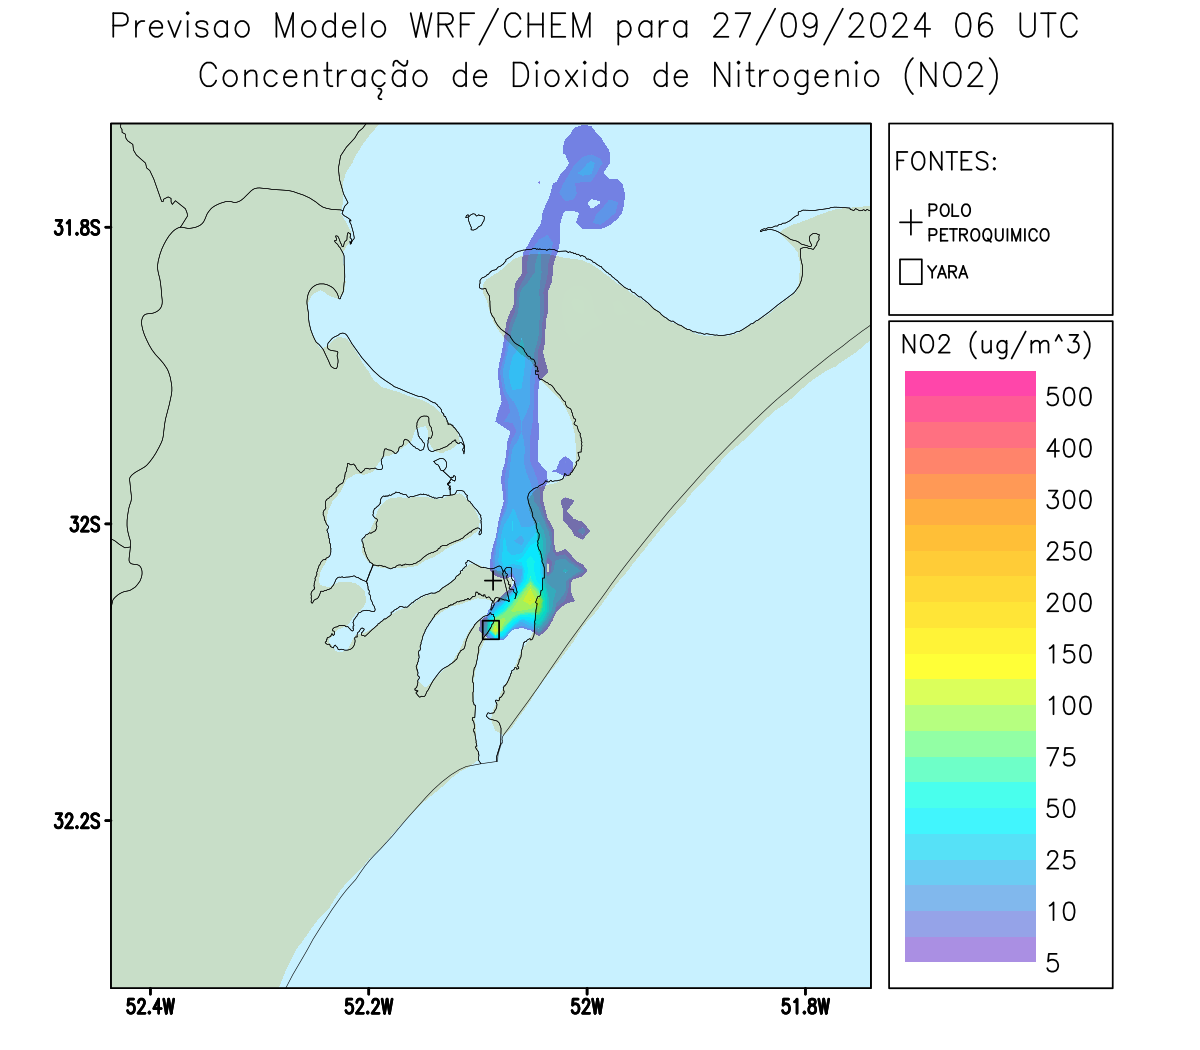 Previsao Modelo WRF/CHEM para 27/09/2024 06 UTC
Concentração de Dioxido de Nitrogenio (NO2)
FONTES:
POLO
PETROQUIMICO
YARA
NO2 (ug/m^3)
500
400
300
250
200
150
100
75
50
25
10
5
31.8S
32S
32.2S
52.4W
52.2W
52W
51.8W